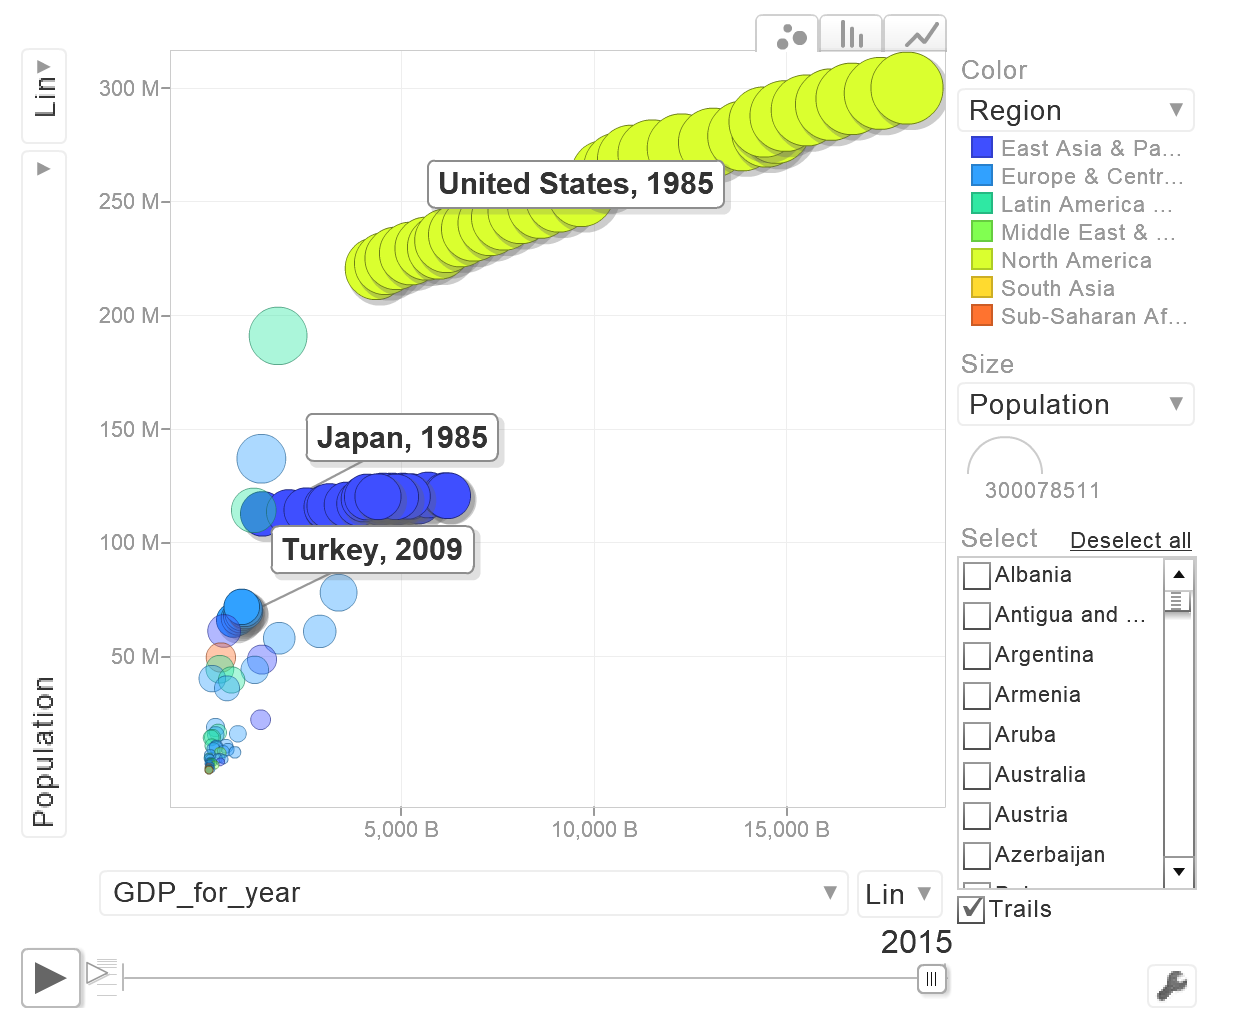 Lin
Population
300 M
250 M
200 M
150 M
100 M
50 M
United States, 1985
Japan, 1985
Turkey, 2009
5,000 B
10,000 B
15,000 B
GDP_for_year
Lin
2015
Color
Region
East Asia & Pa...
Europe & Centr...
Latin America ...
Middle East & ...
North America
South Asia
Sub-Saharan Af...
Size
Population
300078511
Select Deselect all
Albania
Antigua and ...
Argentina
Armenia
Aruba
Australia
Austria
Azerbaijan
Trails